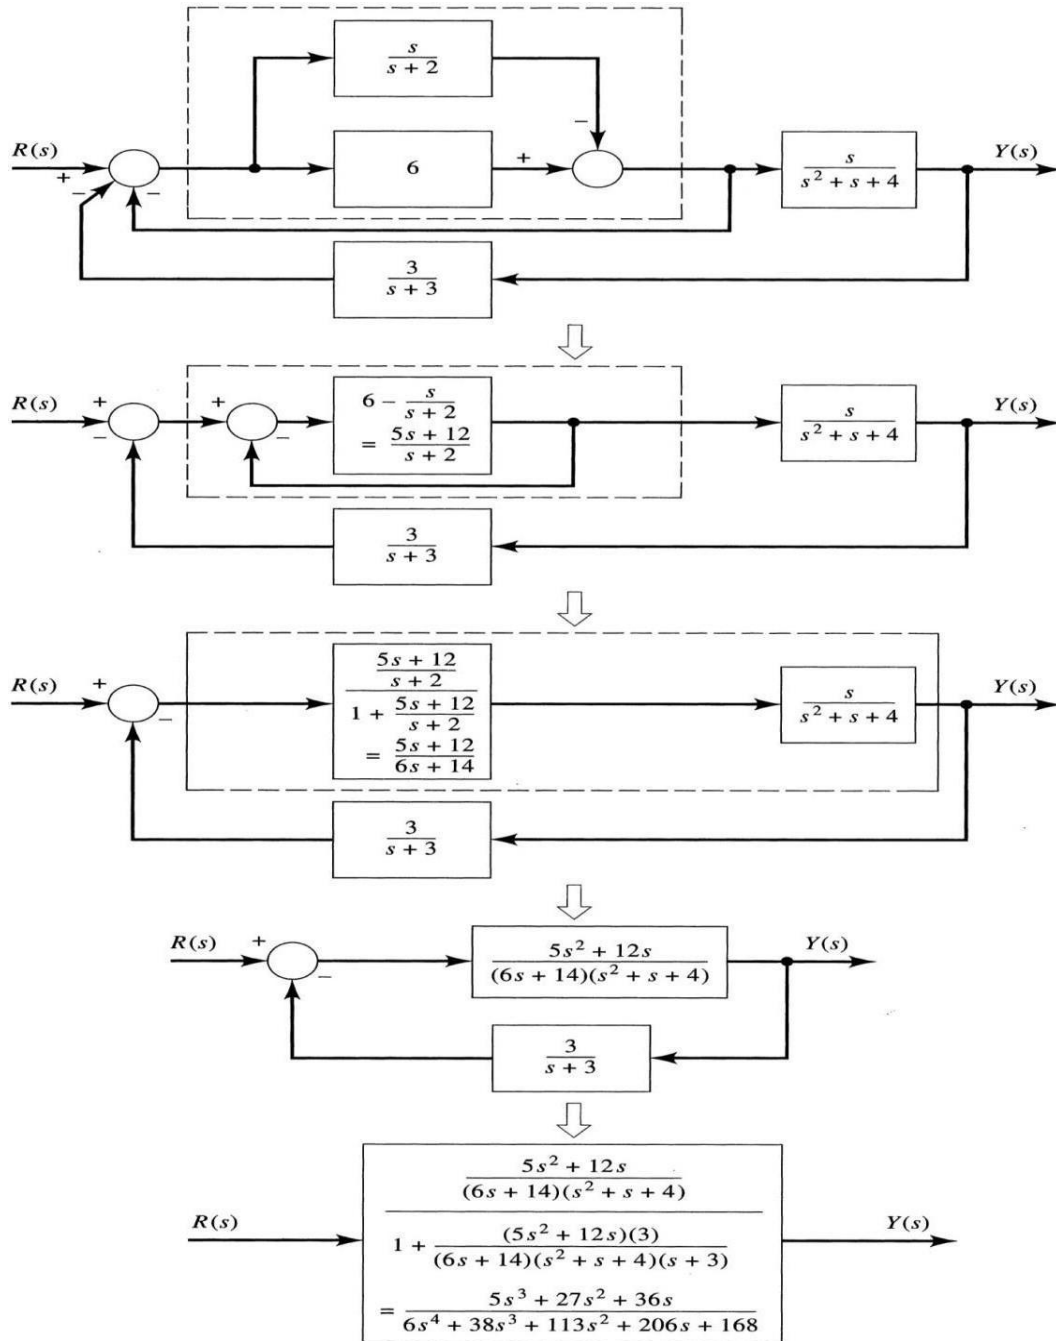 s
s + 2
−
R(s)
+
−
−
6
+
s
s² + s + 4
Y(s)
3
s + 3
R(s)
+
−
+
−
6 − s
s + 2
= 5s + 12
s + 2
s
s² + s + 4
Y(s)
3
s + 3
R(s)
+
−
5s + 12
s + 2
1 + 5s + 12
s + 2
= 5s + 12
6s + 14
s
s² + s + 4
Y(s)
3
s + 3
R(s)
+
−
5s² + 12s
(6s + 14)(s² + s + 4)
Y(s)
3
s + 3
R(s)
5s² + 12s
(6s + 14)(s² + s + 4)
1 + (5s² + 12s)(3)
(6s + 14)(s² + s + 4)(s + 3)
= 5s³ + 27s² + 36s
6s⁴ + 38s³ + 113s² + 206s + 168
Y(s)